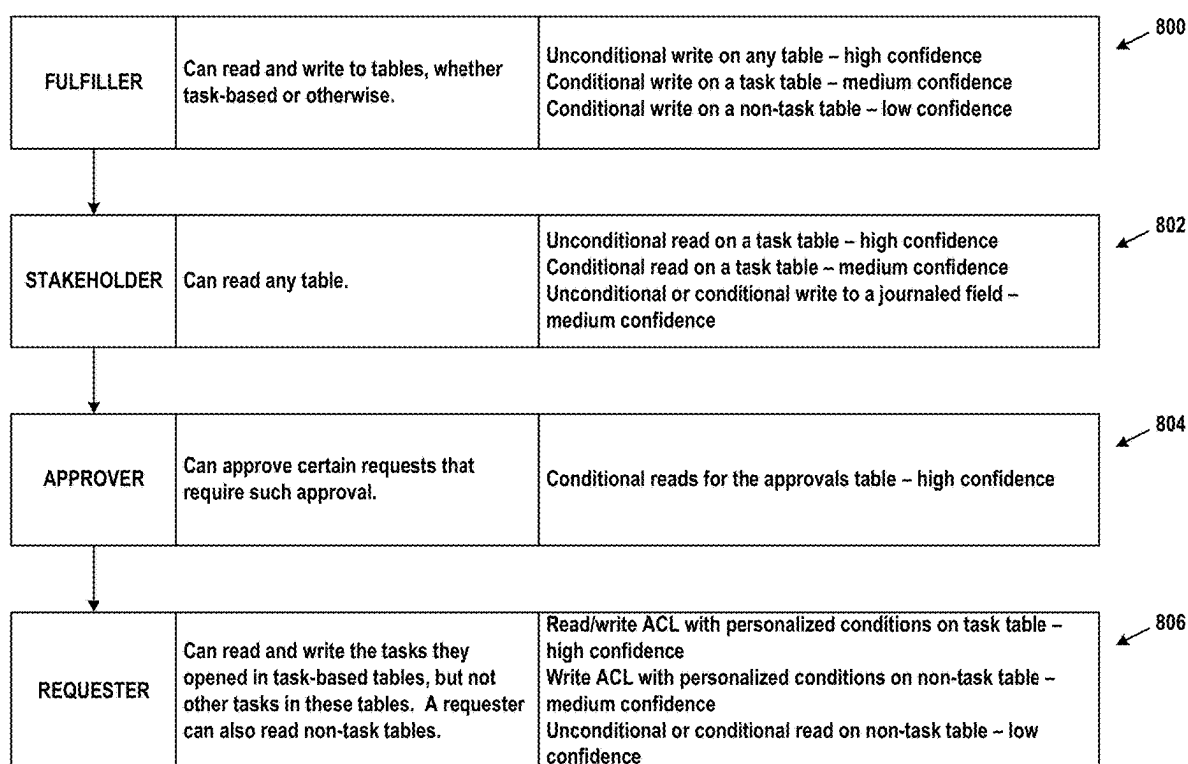 800
FULFILLER
Can read and write to tables, whether
task-based or otherwise.
Unconditional write on any table – high confidence
Conditional write on a task table – medium confidence
Conditional write on a non-task table – low confidence
802
STAKEHOLDER
Can read any table.
Unconditional read on a task table – high confidence
Conditional read on a task table – medium confidence
Unconditional or conditional write to a journaled field –
medium confidence
804
APPROVER
Can approve certain requests that
require such approval.
Conditional reads for the approvals table – high confidence
806
REQUESTER
Can read and write the tasks they
opened in task-based tables, but not
other tasks in these tables. A requester
can also read non-task tables.
Read/write ACL with personalized conditions on task table –
high confidence
Write ACL with personalized conditions on non-task table –
medium confidence
Unconditional or conditional read on non-task table – low
confidence